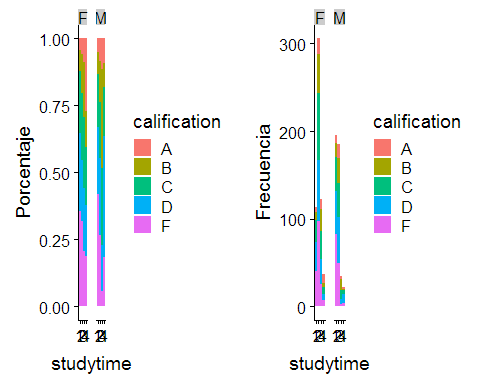 F M
Porcentaje
1.00
0.75
0.50
0.25
0.00
studytime
calification
A
B
C
D
F
F M
Frecuencia
300
200
100
0
studytime
calification
A
B
C
D
F